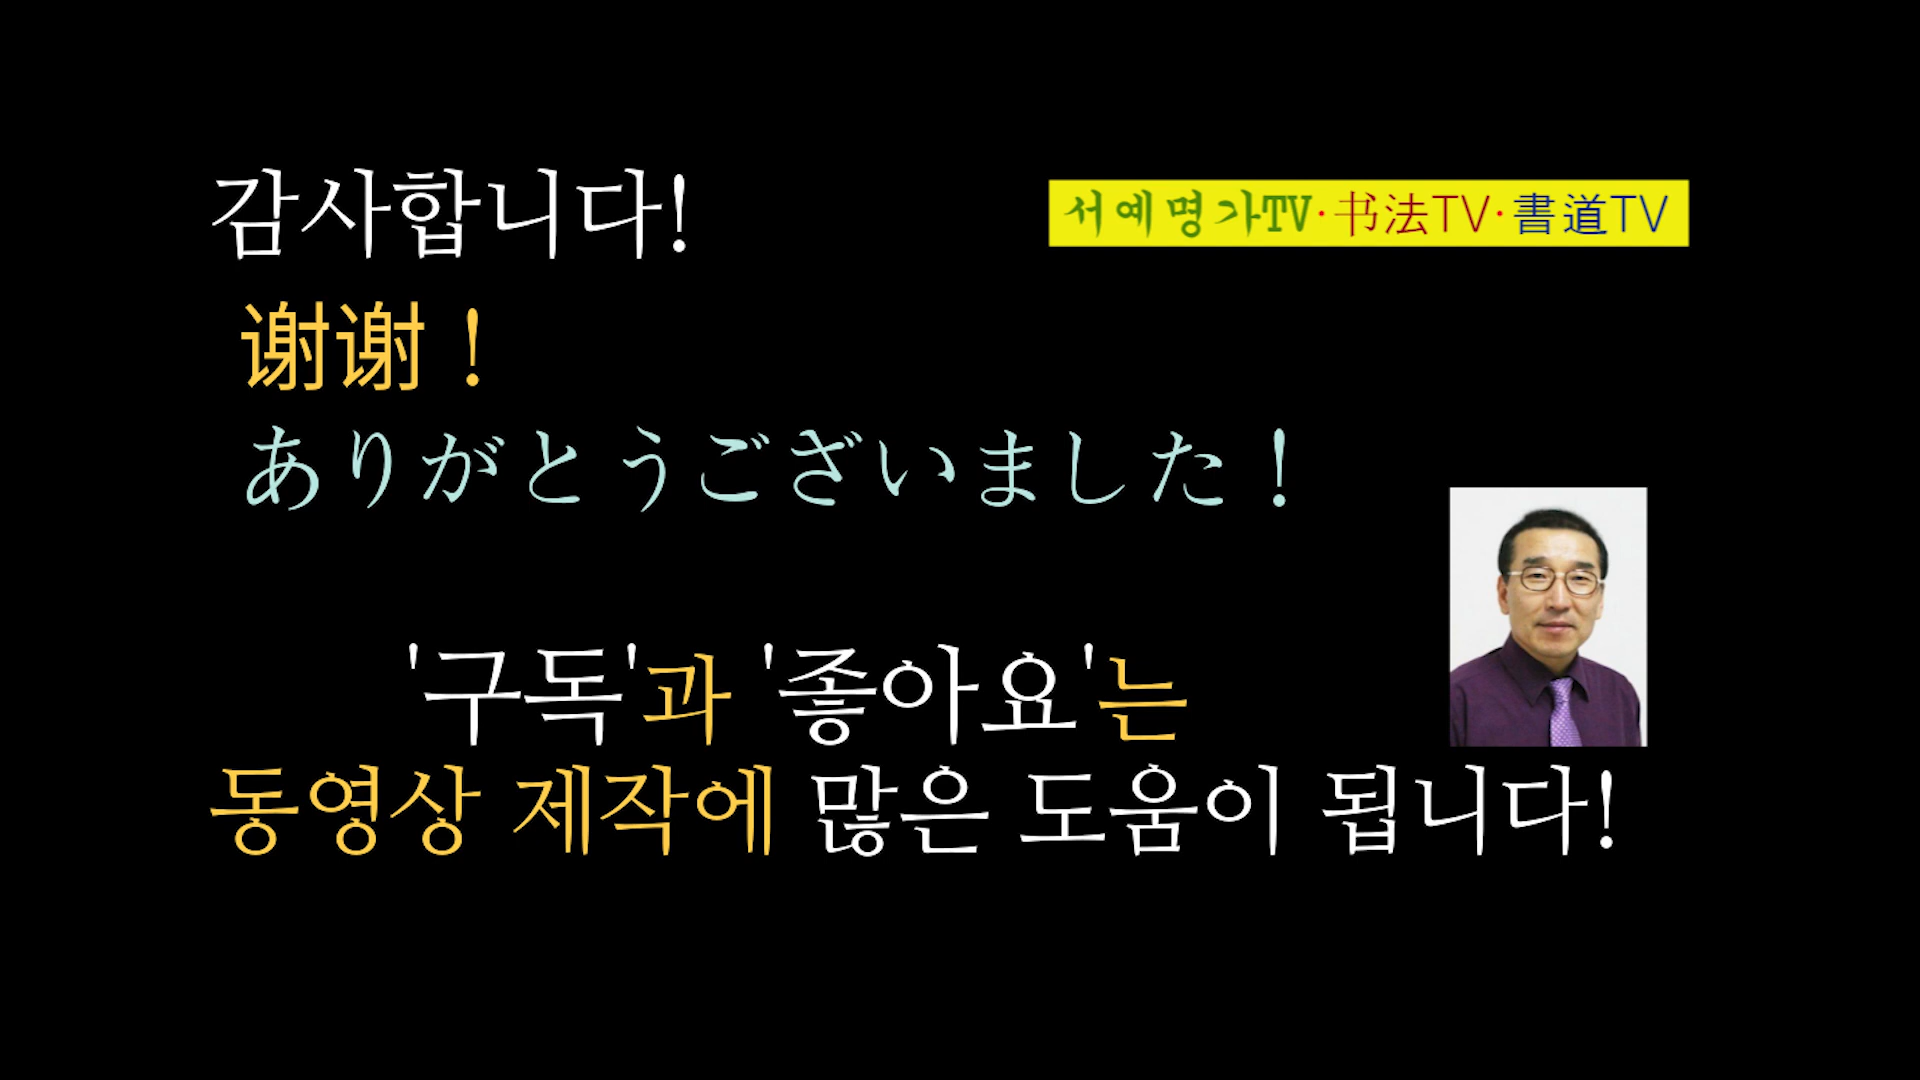 감사합니다!
서예명가TV·书法TV·書道TV
谢谢！
ありがとうございました！
'구독'과 '좋아요'는
동영상 제작에 많은 도움이 됩니다!